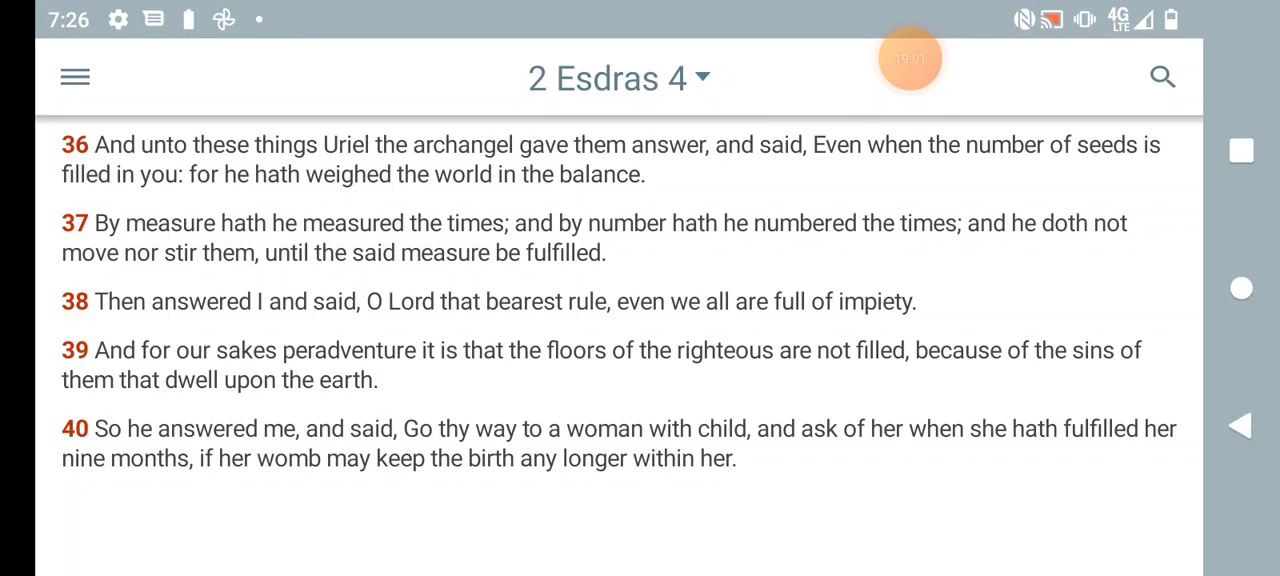 7:26
4G
LTE
19:01
2 Esdras 4
36 And unto these things Uriel the archangel gave them answer, and said, Even when the number of seeds is
filled in you: for he hath weighed the world in the balance.
37 By measure hath he measured the times; and by number hath he numbered the times; and he doth not
move nor stir them, until the said measure be fulfilled.
38 Then answered I and said, O Lord that bearest rule, even we all are full of impiety.
39 And for our sakes peradventure it is that the floors of the righteous are not filled, because of the sins of
them that dwell upon the earth.
40 So he answered me, and said, Go thy way to a woman with child, and ask of her when she hath fulfilled her
nine months, if her womb may keep the birth any longer within her.